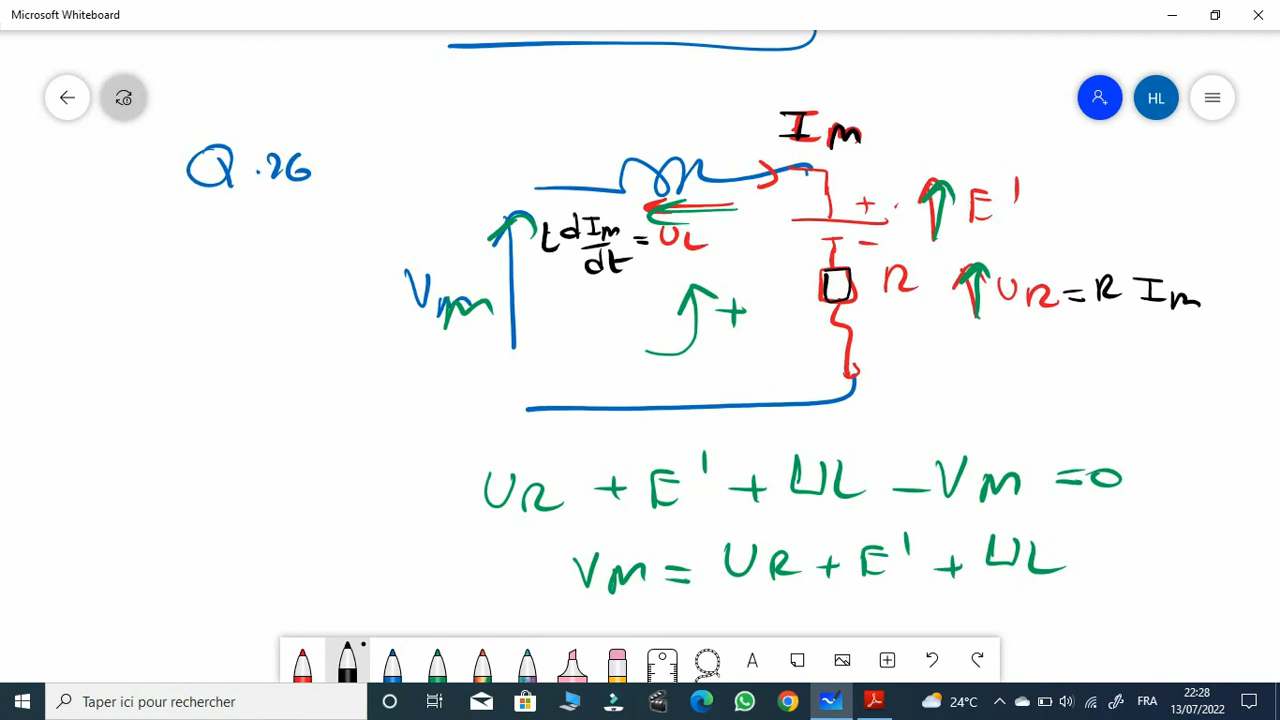 Microsoft Whiteboard
HL
Im
Q.26
+
E'
-
L dIm/dt = UL
R
UR = R Im
Vm
+
UR + E' + UL - VM = 0
VM = UR + E' + UL
A
Taper ici pour rechercher
24°C
FRA
22:28
13/07/2022